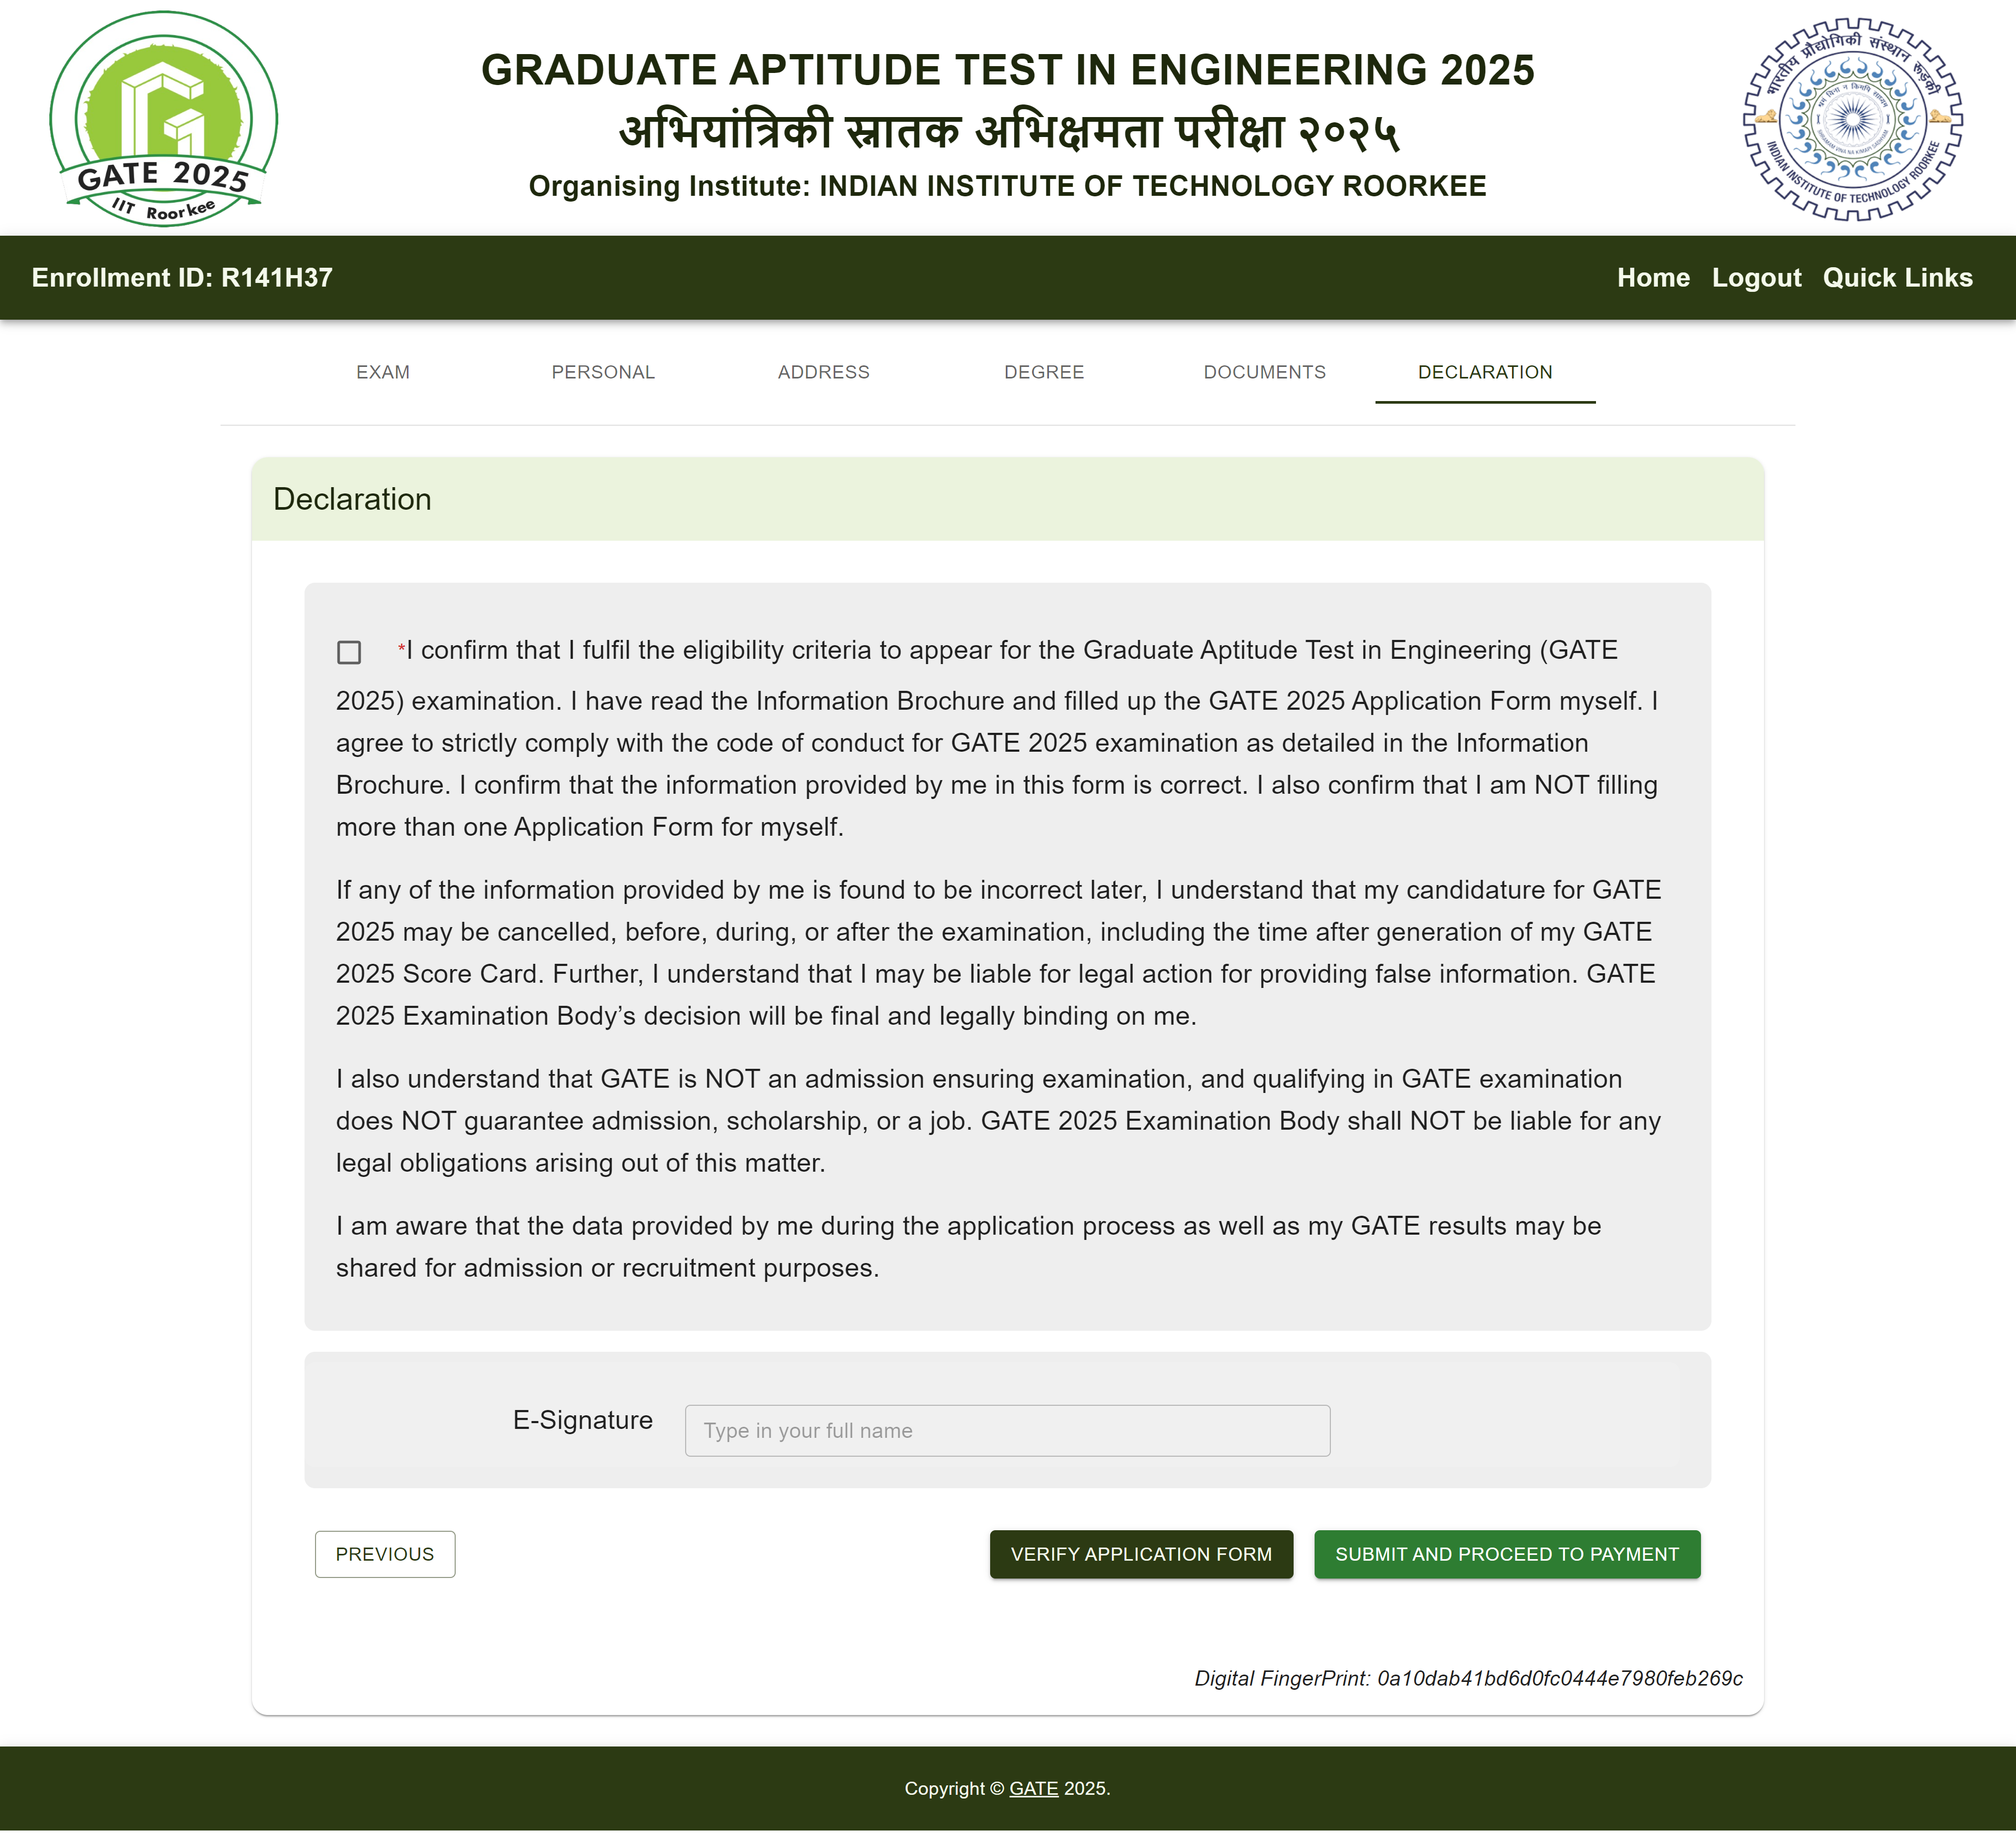 GATE 2025
IIT Roorkee
GRADUATE APTITUDE TEST IN ENGINEERING 2025
अभियांत्रिकी स्नातक अभिक्षमता परीक्षा २०२५
Organising Institute: INDIAN INSTITUTE OF TECHNOLOGY ROORKEE
भारतीय प्रौद्योगिकी संस्थान रूड़की
श्रमं विना न किमपि साध्यम्
INDIAN INSTITUTE OF TECHNOLOGY ROORKEE
Enrollment ID: R141H37
Home Logout Quick Links
EXAM PERSONAL ADDRESS DEGREE DOCUMENTS DECLARATION
Declaration
*I confirm that I fulfil the eligibility criteria to appear for the Graduate Aptitude Test in Engineering (GATE
2025) examination. I have read the Information Brochure and filled up the GATE 2025 Application Form myself. I
agree to strictly comply with the code of conduct for GATE 2025 examination as detailed in the Information
Brochure. I confirm that the information provided by me in this form is correct. I also confirm that I am NOT filling
more than one Application Form for myself.
If any of the information provided by me is found to be incorrect later, I understand that my candidature for GATE
2025 may be cancelled, before, during, or after the examination, including the time after generation of my GATE
2025 Score Card. Further, I understand that I may be liable for legal action for providing false information. GATE
2025 Examination Body’s decision will be final and legally binding on me.
I also understand that GATE is NOT an admission ensuring examination, and qualifying in GATE examination
does NOT guarantee admission, scholarship, or a job. GATE 2025 Examination Body shall NOT be liable for any
legal obligations arising out of this matter.
I am aware that the data provided by me during the application process as well as my GATE results may be
shared for admission or recruitment purposes.
E-Signature
Type in your full name
PREVIOUS VERIFY APPLICATION FORM SUBMIT AND PROCEED TO PAYMENT
Digital FingerPrint: 0a10dab41bd6d0fc0444e7980feb269c
Copyright © GATE 2025.